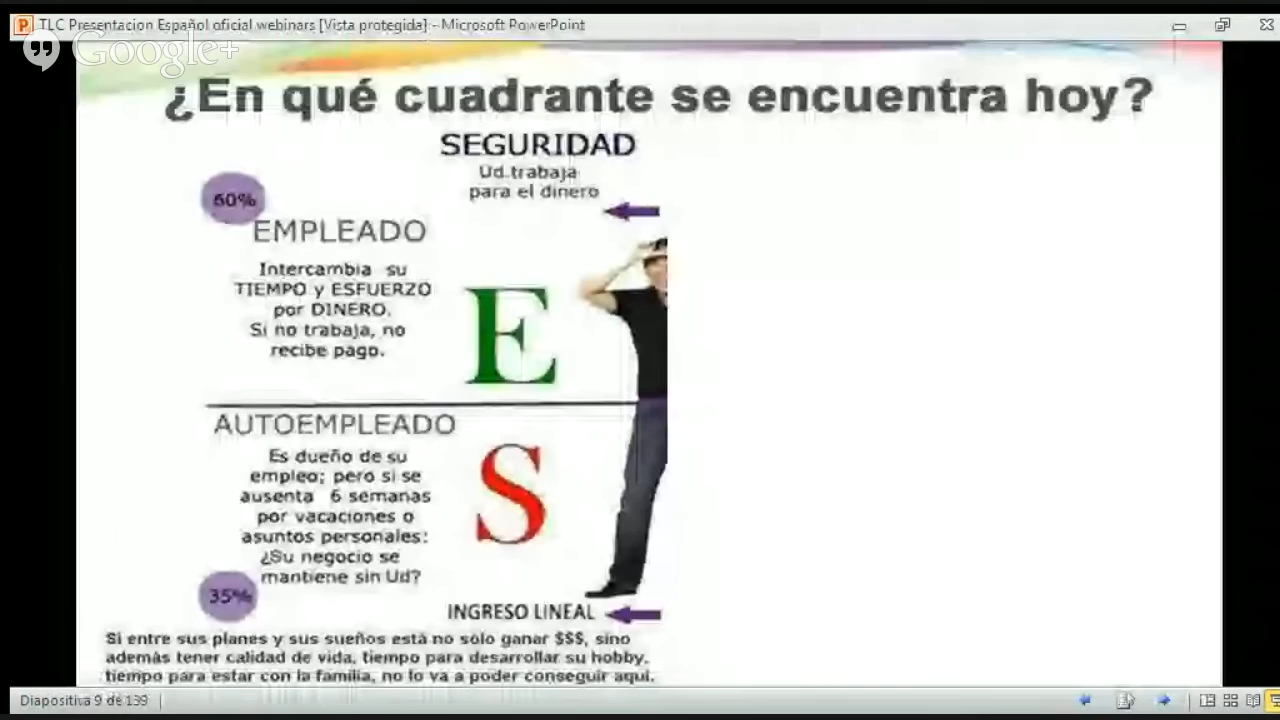 TLC Presentacion Español oficial webinars [Vista protegida] - Microsoft PowerPoint
Google+
¿En qué cuadrante se encuentra hoy?
SEGURIDAD
Ud.trabaja
para el dinero
60%
EMPLEADO
Intercambia su
TIEMPO y ESFUERZO
por DINERO.
Si no trabaja, no
recibe pago.
E
AUTOEMPLEADO
Es dueño de su
empleo; pero si se
ausenta 6 semanas
por vacaciones o
asuntos personales:
¿Su negocio se
mantiene sin Ud?
S
35%
INGRESO LINEAL
Si entre sus planes y sus sueños está no solo ganar $$$, sino
además tener calidad de vida, tiempo para desarrollar su hobby,
tiempo para estar con la familia, no lo va a poder conseguir aquí.
Diapositiva 9 de 139